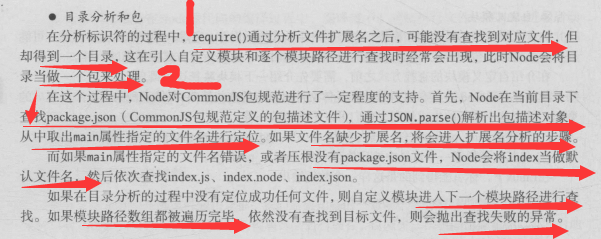 ● 目录分析和包
在分析标识符的过程中，require()通过分析文件扩展名之后，可能没有查找到对应文件，但
却得到一个目录，这在引入自定义模块和逐个模块路径进行查找时经常会出现，此时Node会将目
录当做一个包来处理。
在这个过程中，Node对CommonJS包规范进行了一定程度的支持。首先，Node在当前目录下
查找package.json（CommonJS包规范定义的包描述文件），通过JSON.parse()解析出包描述对象，
从中取出main属性指定的文件名进行定位。如果文件名缺少扩展名，将会进入扩展名分析的步骤。
而如果main属性指定的文件名错误，或者压根没有package.json文件，Node会将index当做默
认文件名，然后依次查找index.js、index.node、index.json。
如果在目录分析的过程中没有定位成功任何文件，则自定义模块进入下一个模块路径进行查
找。如果模块路径数组都被遍历完毕，依然没有查找到目标文件，则会抛出查找失败的异常。